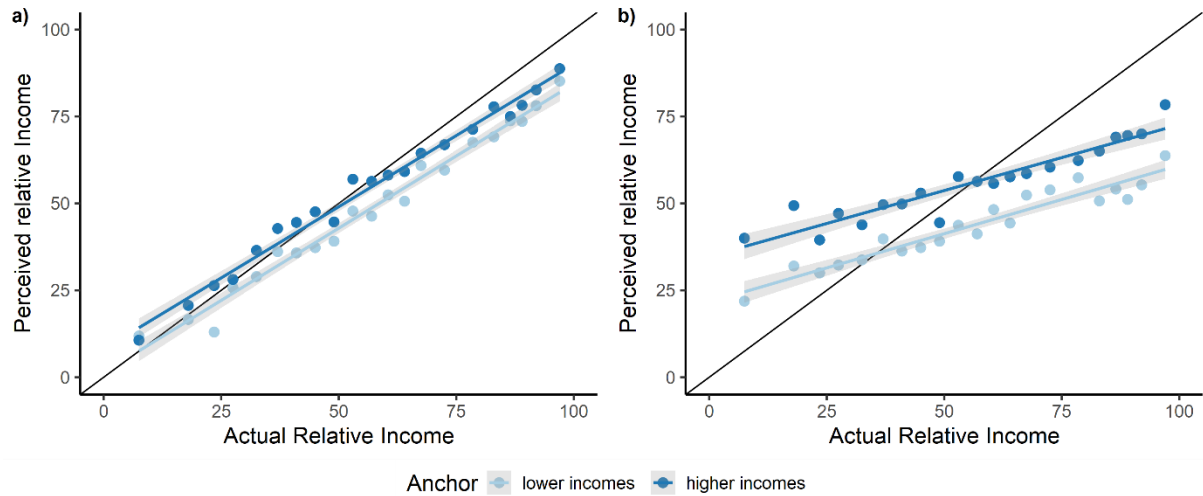 a)
100
75
50
25
0
Perceived relative Income
0 25 50 75 100
Actual Relative Income
b)
100
75
50
25
0
Perceived relative Income
0 25 50 75 100
Actual Relative Income
Anchor lower incomes higher incomes